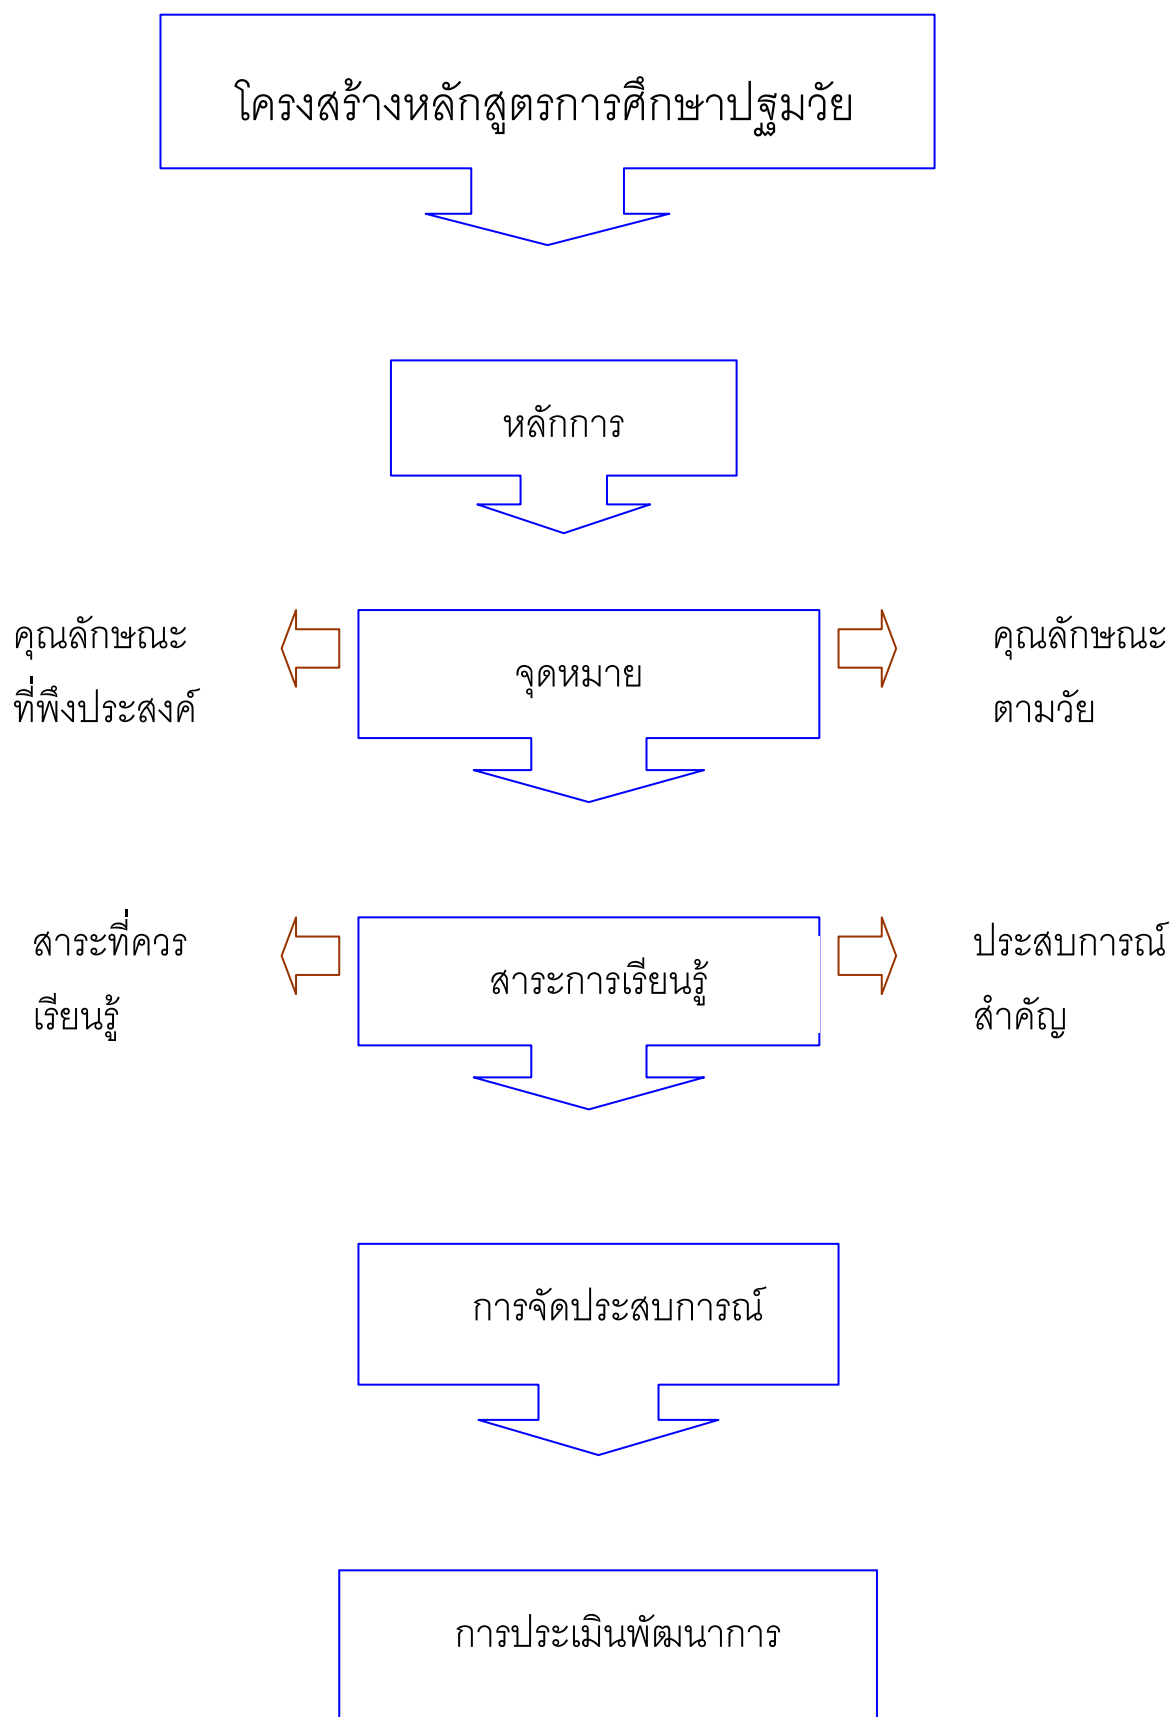 โครงสร้างหลักสูตรการศึกษาปฐมวัย
หลักการ
คุณลักษณะ
ที่พึงประสงค์
จุดหมาย
คุณลักษณะ
ตามวัย
สาระที่ควร
เรียนรู้
สาระการเรียนรู้
ประสบการณ์
สำคัญ
การจัดประสบการณ์
การประเมินพัฒนาการ